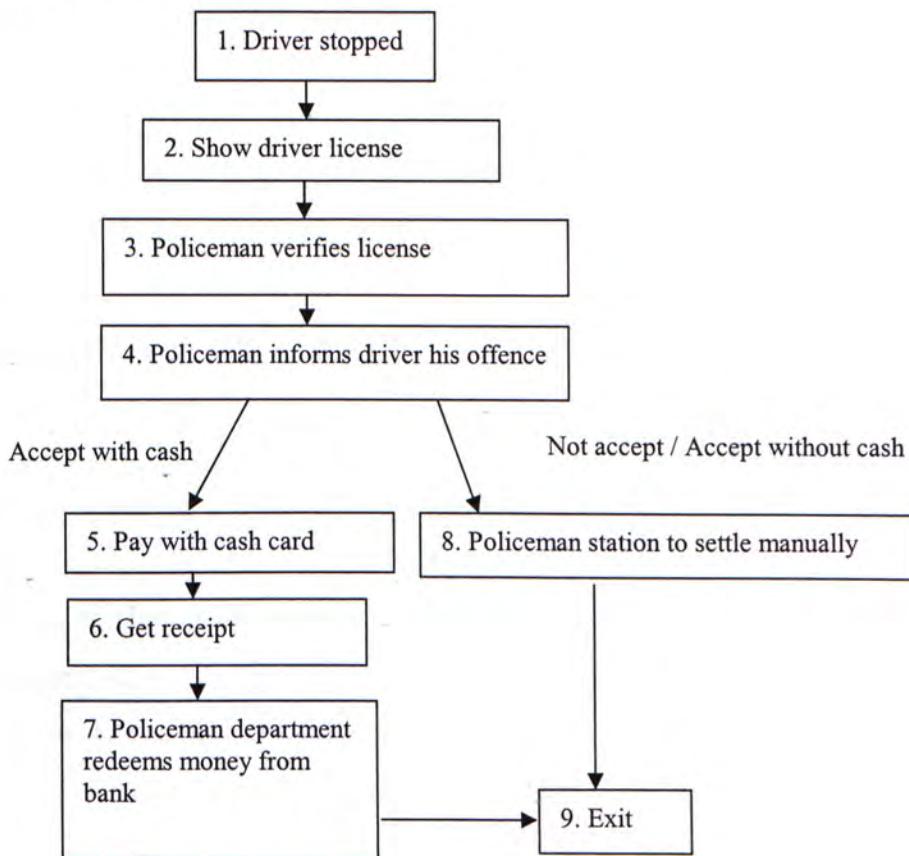 1. Driver stopped
2. Show driver license
3. Policeman verifies license
4. Policeman informs driver his offence
Accept with cash
Not accept / Accept without cash
5. Pay with cash card
8. Policeman station to settle manually
6. Get receipt
7. Policeman department
redeems money from
bank
9. Exit